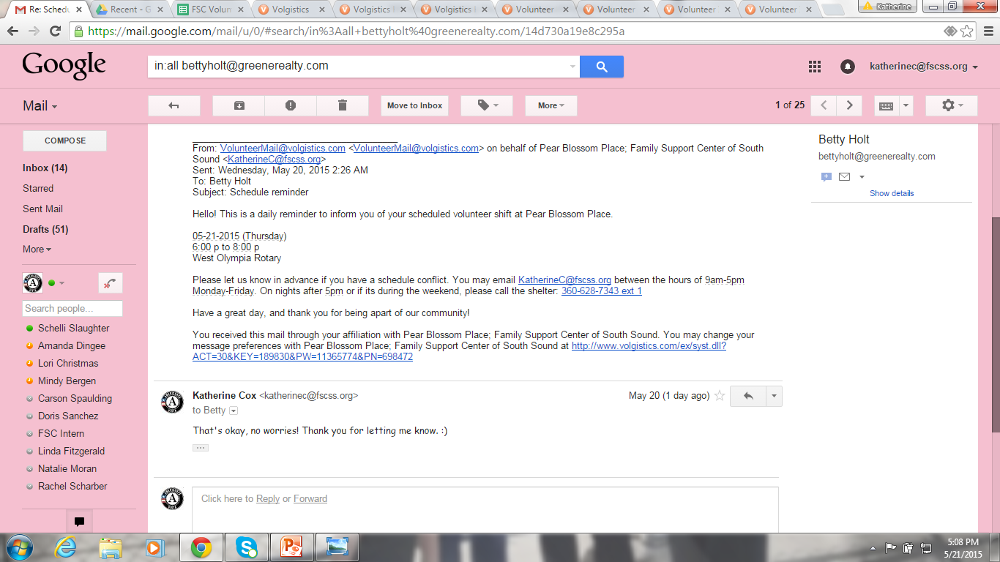 Re: Schedu
Recent - G
FSC Volun
Volgistics
Volgistics
Volgistics
Volunteer
Volunteer
Volunteer
Volunteer
Katherine
https://mail.google.com/mail/u/0/#search/in%3Aall+bettyholt%40greenerealty.com/14d730a19e8c295a
Google
in:all bettyholt@greenerealty.com
katherinec@fscss.org
Mail
Move to Inbox
More
1 of 25
COMPOSE
Inbox (14)
Starred
Sent Mail
Drafts (51)
More
Search people...
Schelli Slaughter
Amanda Dingee
Lori Christmas
Mindy Bergen
Carson Spaulding
Doris Sanchez
FSC Intern
Linda Fitzgerald
Natalie Moran
Rachel Scharber
From: VolunteerMail@volgistics.com <VolunteerMail@volgistics.com> on behalf of Pear Blossom Place; Family Support Center of South
Sound <KatherineC@fscss.org>
Sent: Wednesday, May 20, 2015 2:26 AM
To: Betty Holt
Subject: Schedule reminder
Hello! This is a daily reminder to inform you of your scheduled volunteer shift at Pear Blossom Place.
05-21-2015 (Thursday)
6:00 p to 8:00 p
West Olympia Rotary
Please let us know in advance if you have a schedule conflict. You may email KatherineC@fscss.org between the hours of 9am-5pm
Monday-Friday. On nights after 5pm or if its during the weekend, please call the shelter: 360-628-7343 ext 1
Have a great day, and thank you for being apart of our community!
You received this mail through your affiliation with Pear Blossom Place; Family Support Center of South Sound. You may change your
message preferences with Pear Blossom Place; Family Support Center of South Sound at http://www.volgistics.com/ex/syst.dll?
ACT=30&KEY=189830&PW=11365774&PN=698472
Katherine Cox <katherinec@fscss.org>
May 20 (1 day ago)
to Betty
That's okay, no worries! Thank you for letting me know. :)
Click here to Reply or Forward
Betty Holt
bettyholt@greenerealty.com
Show details
5:08 PM
5/21/2015